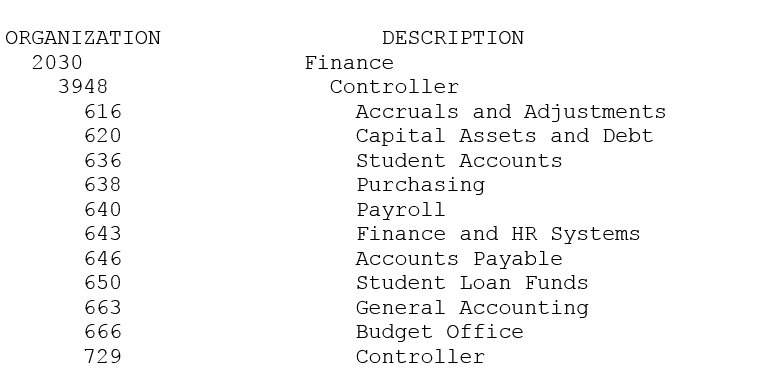 ORGANIZATION DESCRIPTION
2030 Finance
3948 Controller
616 Accruals and Adjustments
620 Capital Assets and Debt
636 Student Accounts
638 Purchasing
640 Payroll
643 Finance and HR Systems
646 Accounts Payable
650 Student Loan Funds
663 General Accounting
666 Budget Office
729 Controller